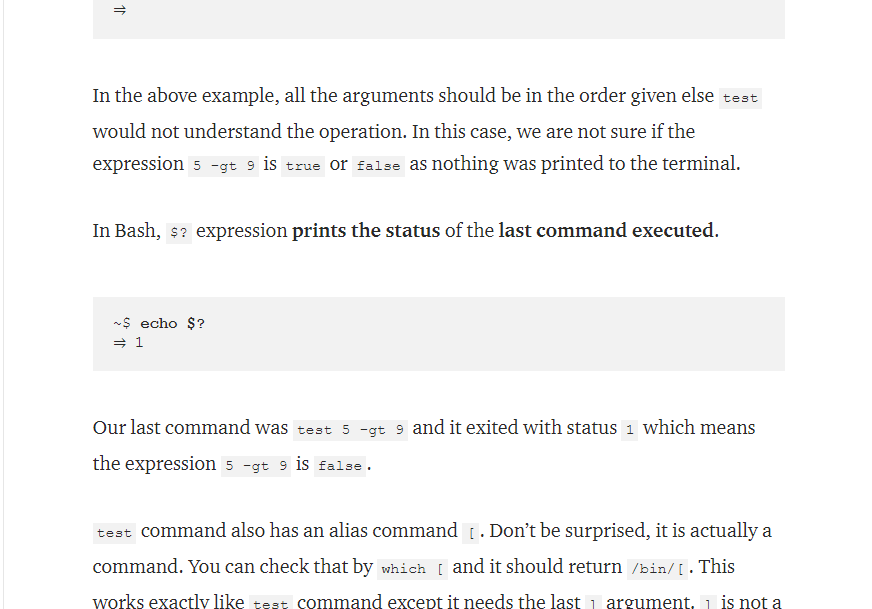 ⇒
In the above example, all the arguments should be in the order given else test
would not understand the operation. In this case, we are not sure if the
expression 5 -gt 9 is true or false as nothing was printed to the terminal.
In Bash, $? expression prints the status of the last command executed.
~$ echo $?
⇒ 1
Our last command was test 5 -gt 9 and it exited with status 1 which means
the expression 5 -gt 9 is false.
test command also has an alias command [. Don’t be surprised, it is actually a
command. You can check that by which [ and it should return /bin/[. This
works exactly like test command except it needs the last ] argument. ] is not a